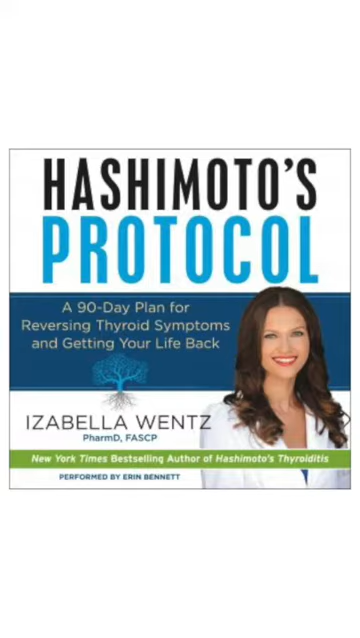 HASHIMOTO'S
PROTOCOL
A 90-Day Plan for
Reversing Thyroid Symptoms
and Getting Your Life Back
IZABELLA WENTZ
PharmD, FASCP
New York Times Bestselling Author of Hashimoto's Thyroiditis
PERFORMED BY ERIN BENNETT